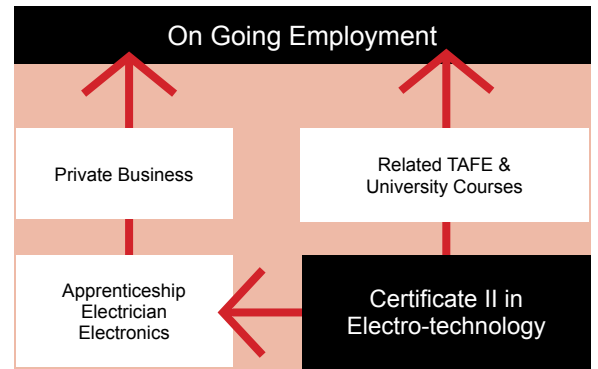 On Going Employment
Private Business
Related TAFE &
University Courses
Apprenticeship
Electrician
Electronics
Certificate II in
Electro-technology